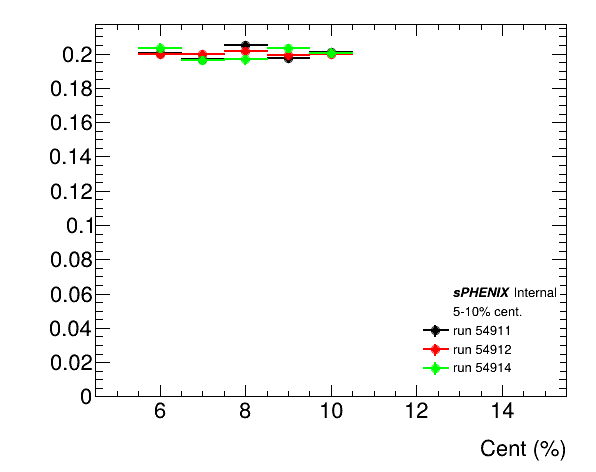 0.2
0.18
0.16
0.14
0.12
0.1
0.08
0.06
0.04
0.02
0
sPHENIX Internal
5-10% cent.
run 54911
run 54912
run 54914
6 8 10 12 14
Cent (%)